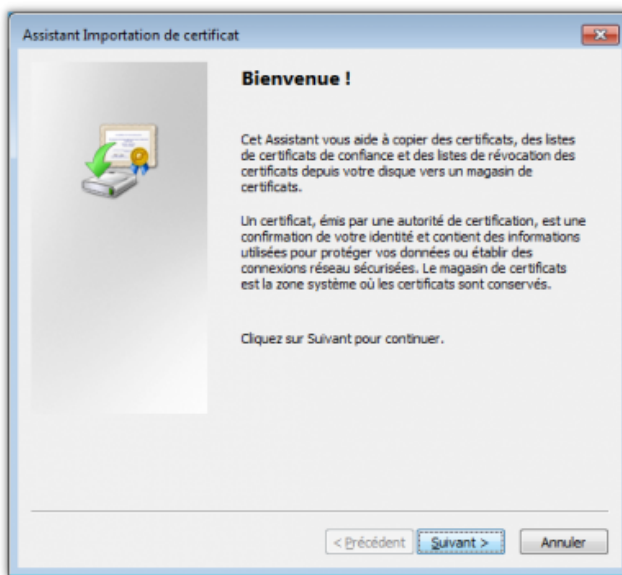 Assistant Importation de certificat
Bienvenue !
Cet Assistant vous aide à copier des certificats, des listes
de certificats de confiance et des listes de révocation des
certificats depuis votre disque vers un magasin de
certificats.
Un certificat, émis par une autorité de certification, est une
confirmation de votre identité et contient des informations
utilisées pour protéger vos données ou établir des
connexions réseau sécurisées. Le magasin de certificats
est la zone système où les certificats sont conservés.
Cliquez sur Suivant pour continuer.
< Précédent Suivant > Annuler